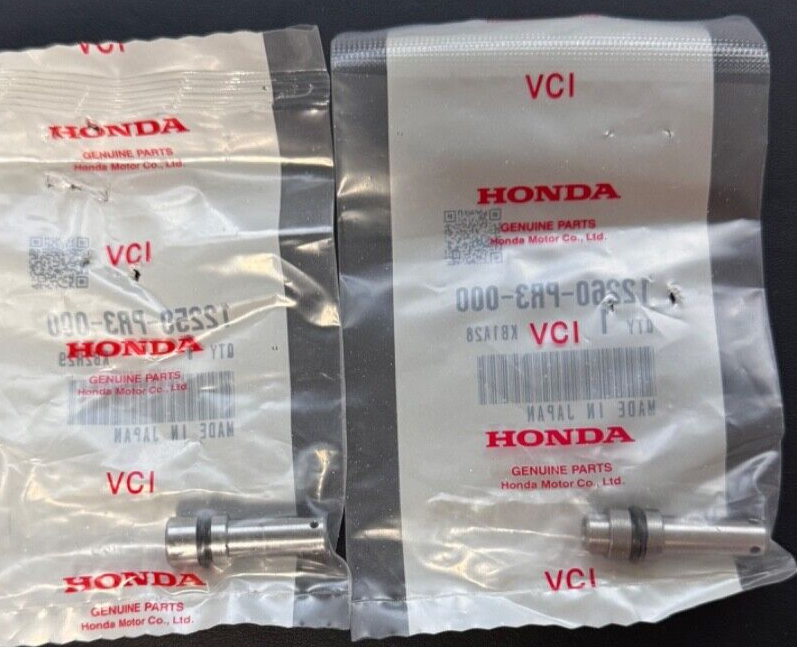 VCI
HONDA
GENUINE PARTS
Honda Motor Co., Ltd.
VCI
12259-PR3-000
QTY
HONDA
GENUINE PARTS
Honda Motor Co., Ltd.
MADE IN JAPAN
VCI
HONDA
GENUINE PARTS
Honda Motor Co., Ltd.
VCI
HONDA
GENUINE PARTS
Honda Motor Co., Ltd.
12260-PR3-000
QTY 1 KB1A28
VCI
MADE IN JAPAN
HONDA
GENUINE PARTS
Honda Motor Co., Ltd.
VCI